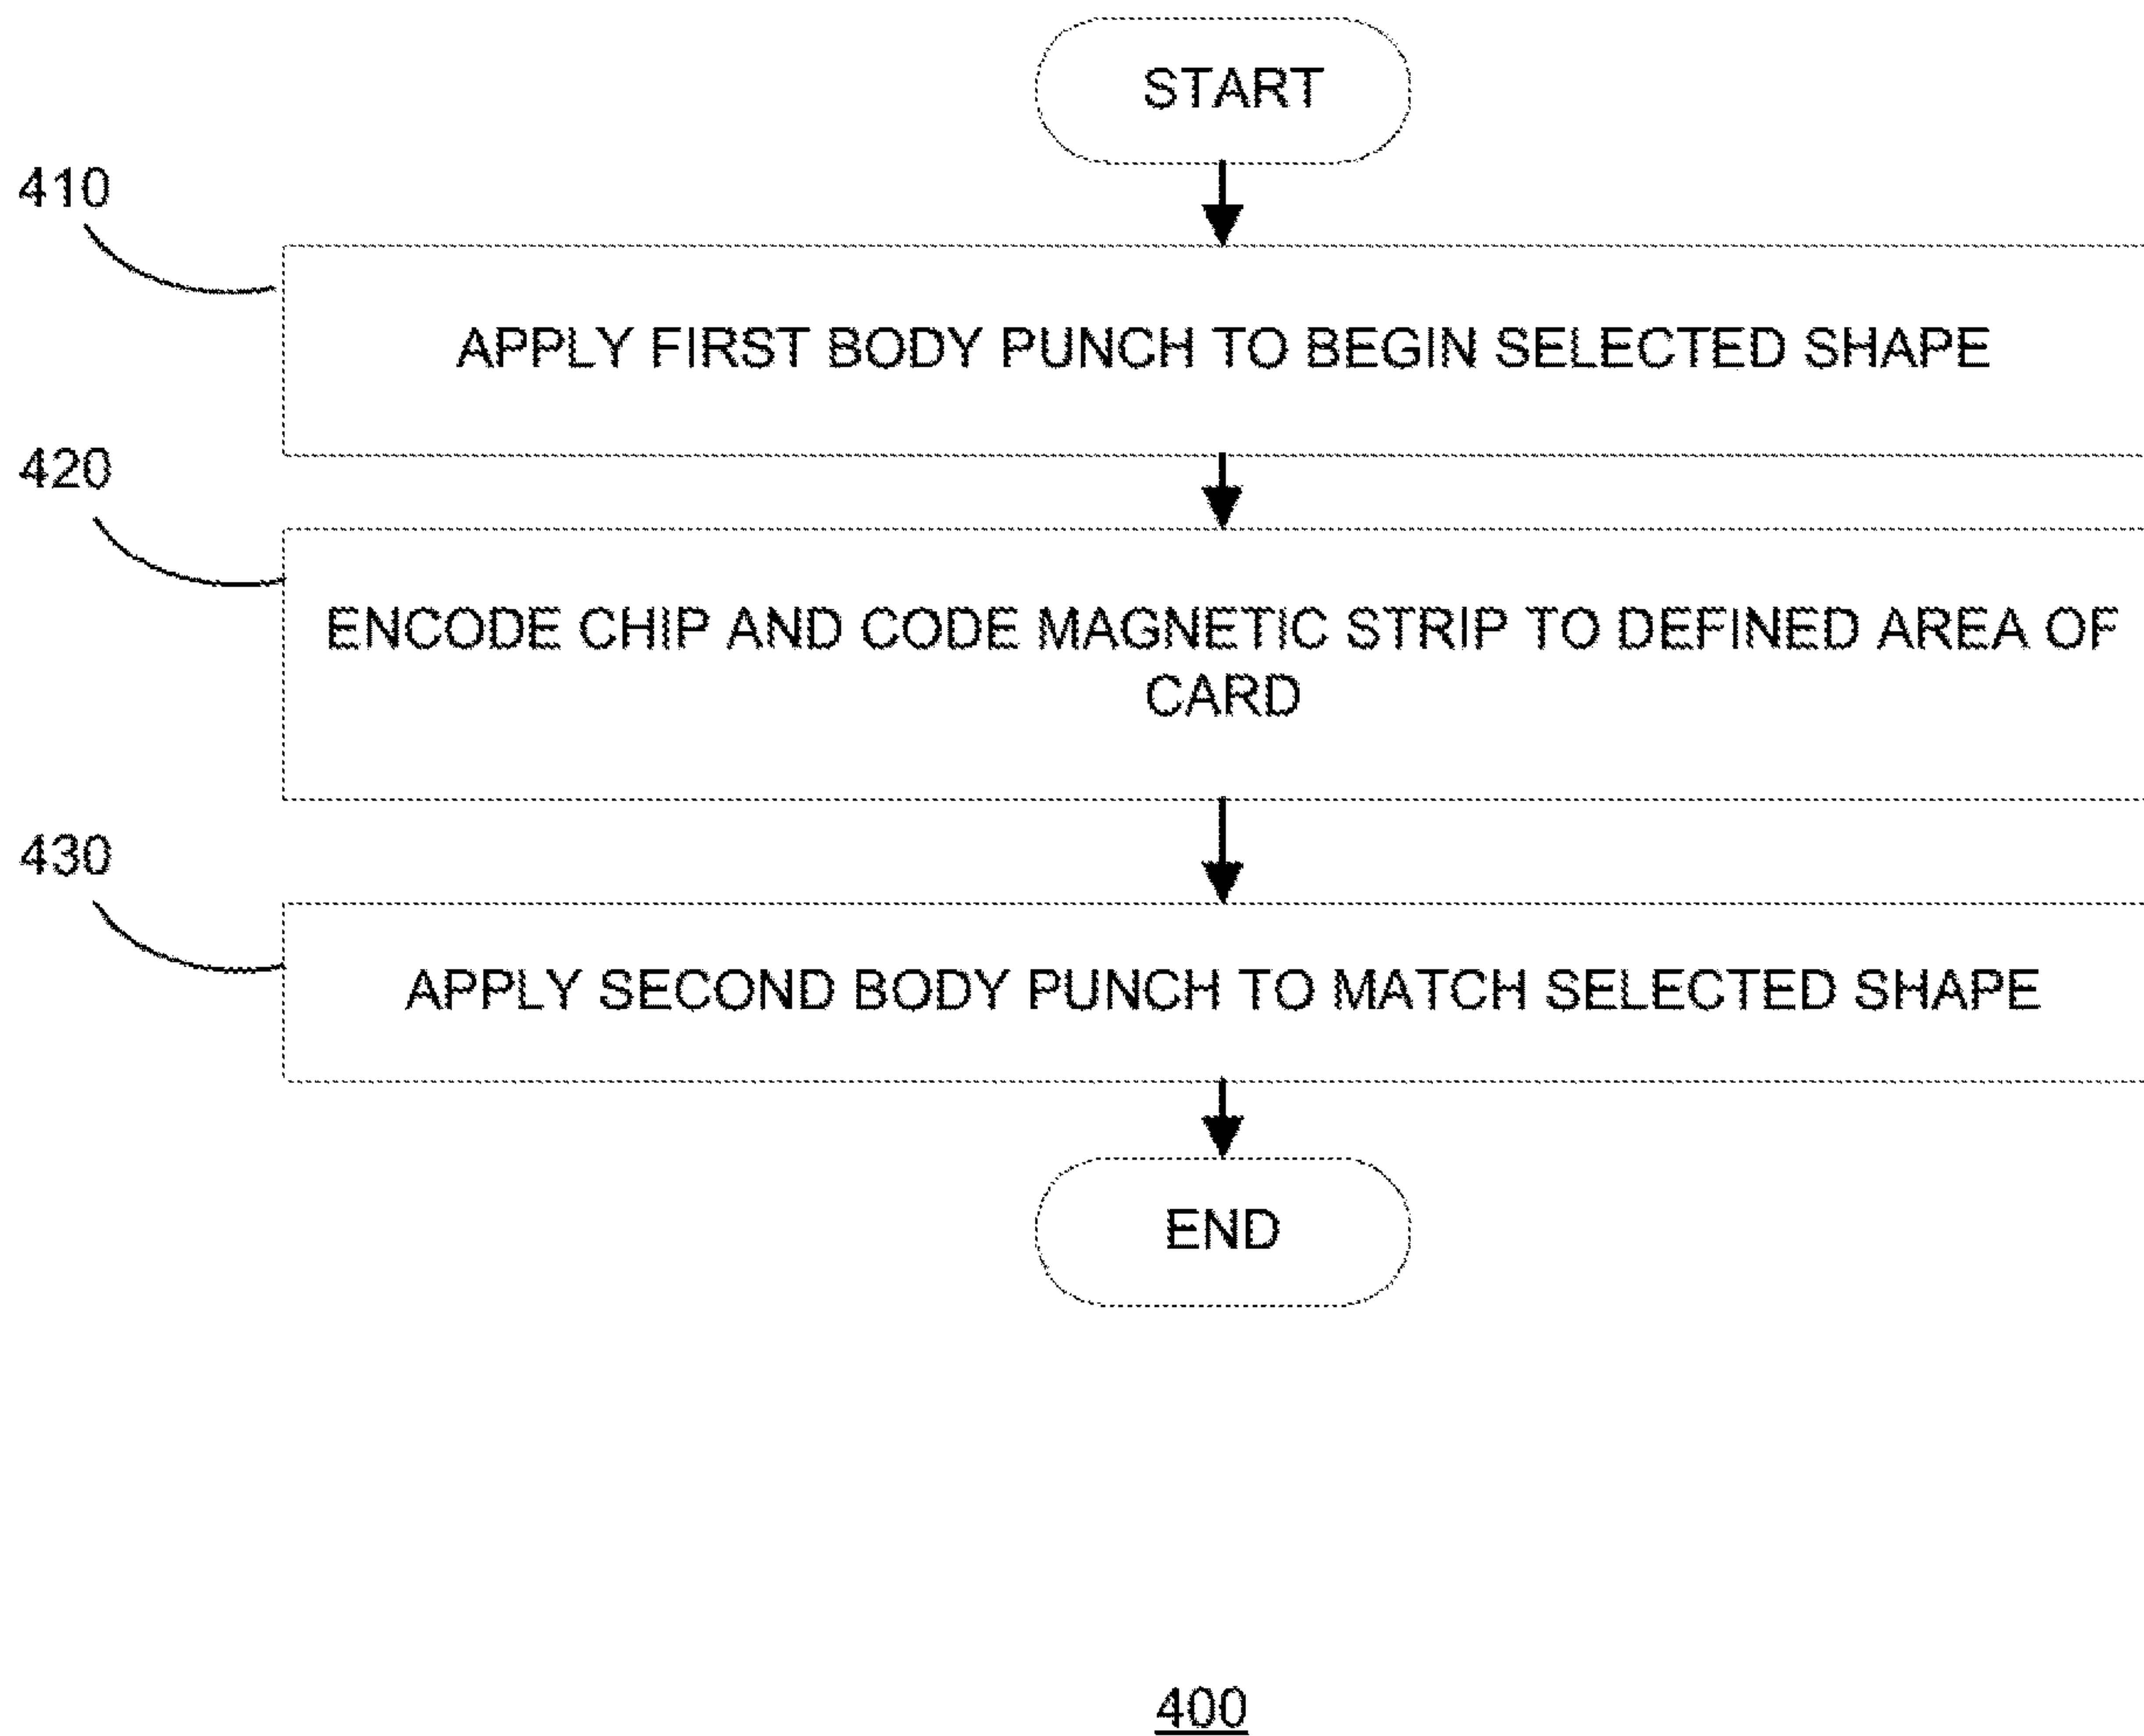 START
410
APPLY FIRST BODY PUNCH TO BEGIN SELECTED SHAPE
420
ENCODE CHIP AND CODE MAGNETIC STRIP TO DEFINED AREA OF
CARD
430
APPLY SECOND BODY PUNCH TO MATCH SELECTED SHAPE
END
400